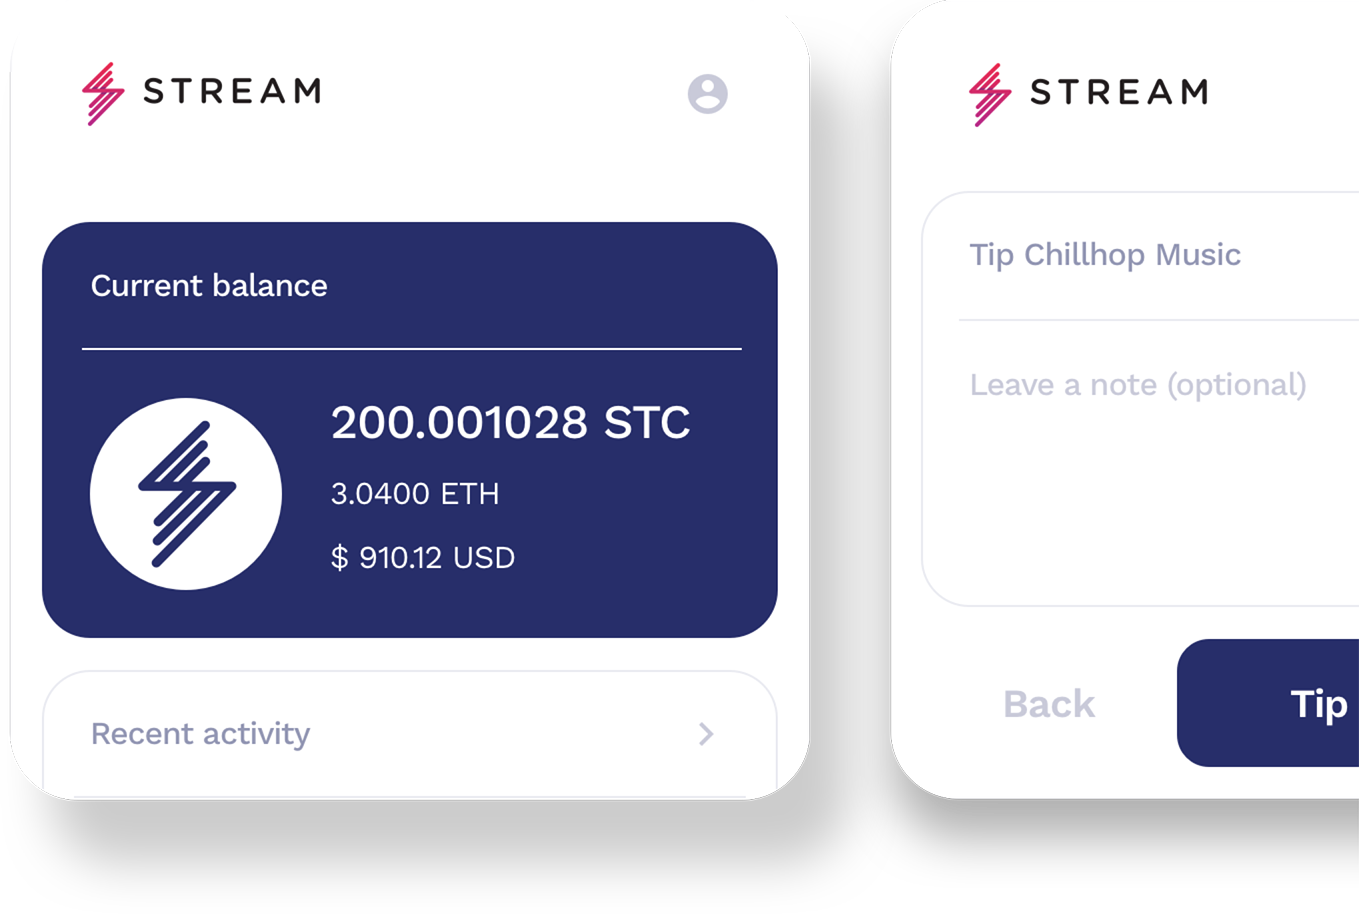 STREAM
Current balance
200.001028 STC
3.0400 ETH
$ 910.12 USD
Recent activity
STREAM
Tip Chillhop Music
Leave a note (optional)
Back
Tip